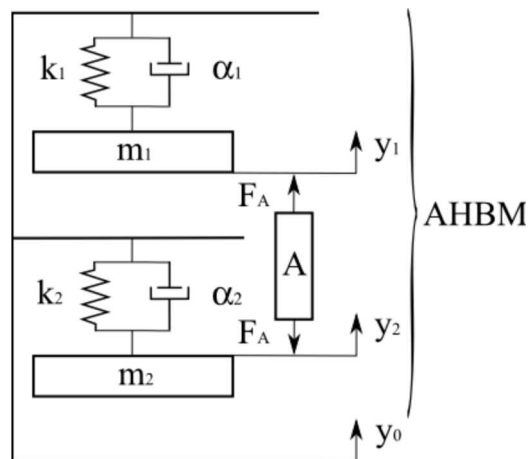 k₁ α₁
m₁
y₁
F_A
AHBM
A
k₂ α₂
F_A
y₂
m₂
y₀